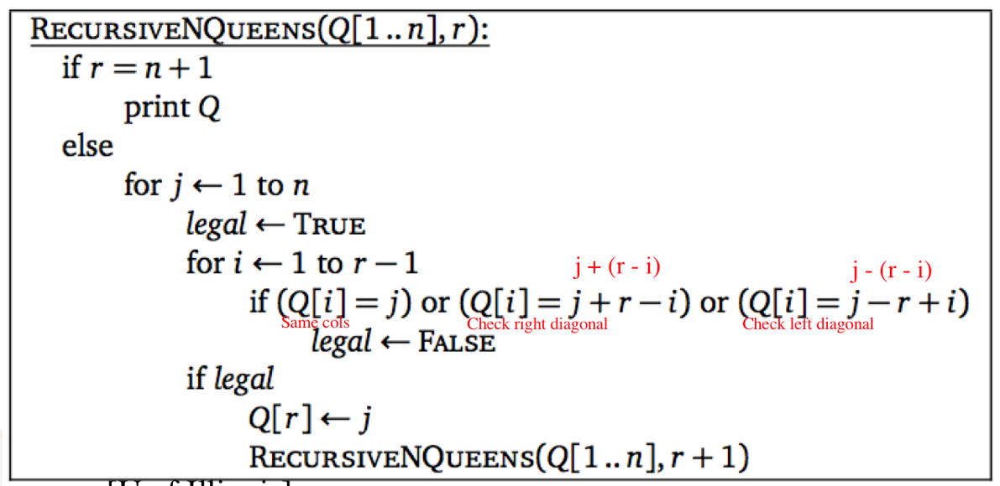 RECURSIVENQUEENS(Q[1 .. n], r):
if r = n + 1
print Q
else
for j ← 1 to n
legal ← TRUE
for i ← 1 to r − 1
j + (r - i) j - (r - i)
if (Q[i] = j) or (Q[i] = j + r − i) or (Q[i] = j − r + i)
Same cols Check right diagonal Check left diagonal
legal ← FALSE
if legal
Q[r] ← j
RECURSIVENQUEENS(Q[1 .. n], r + 1)